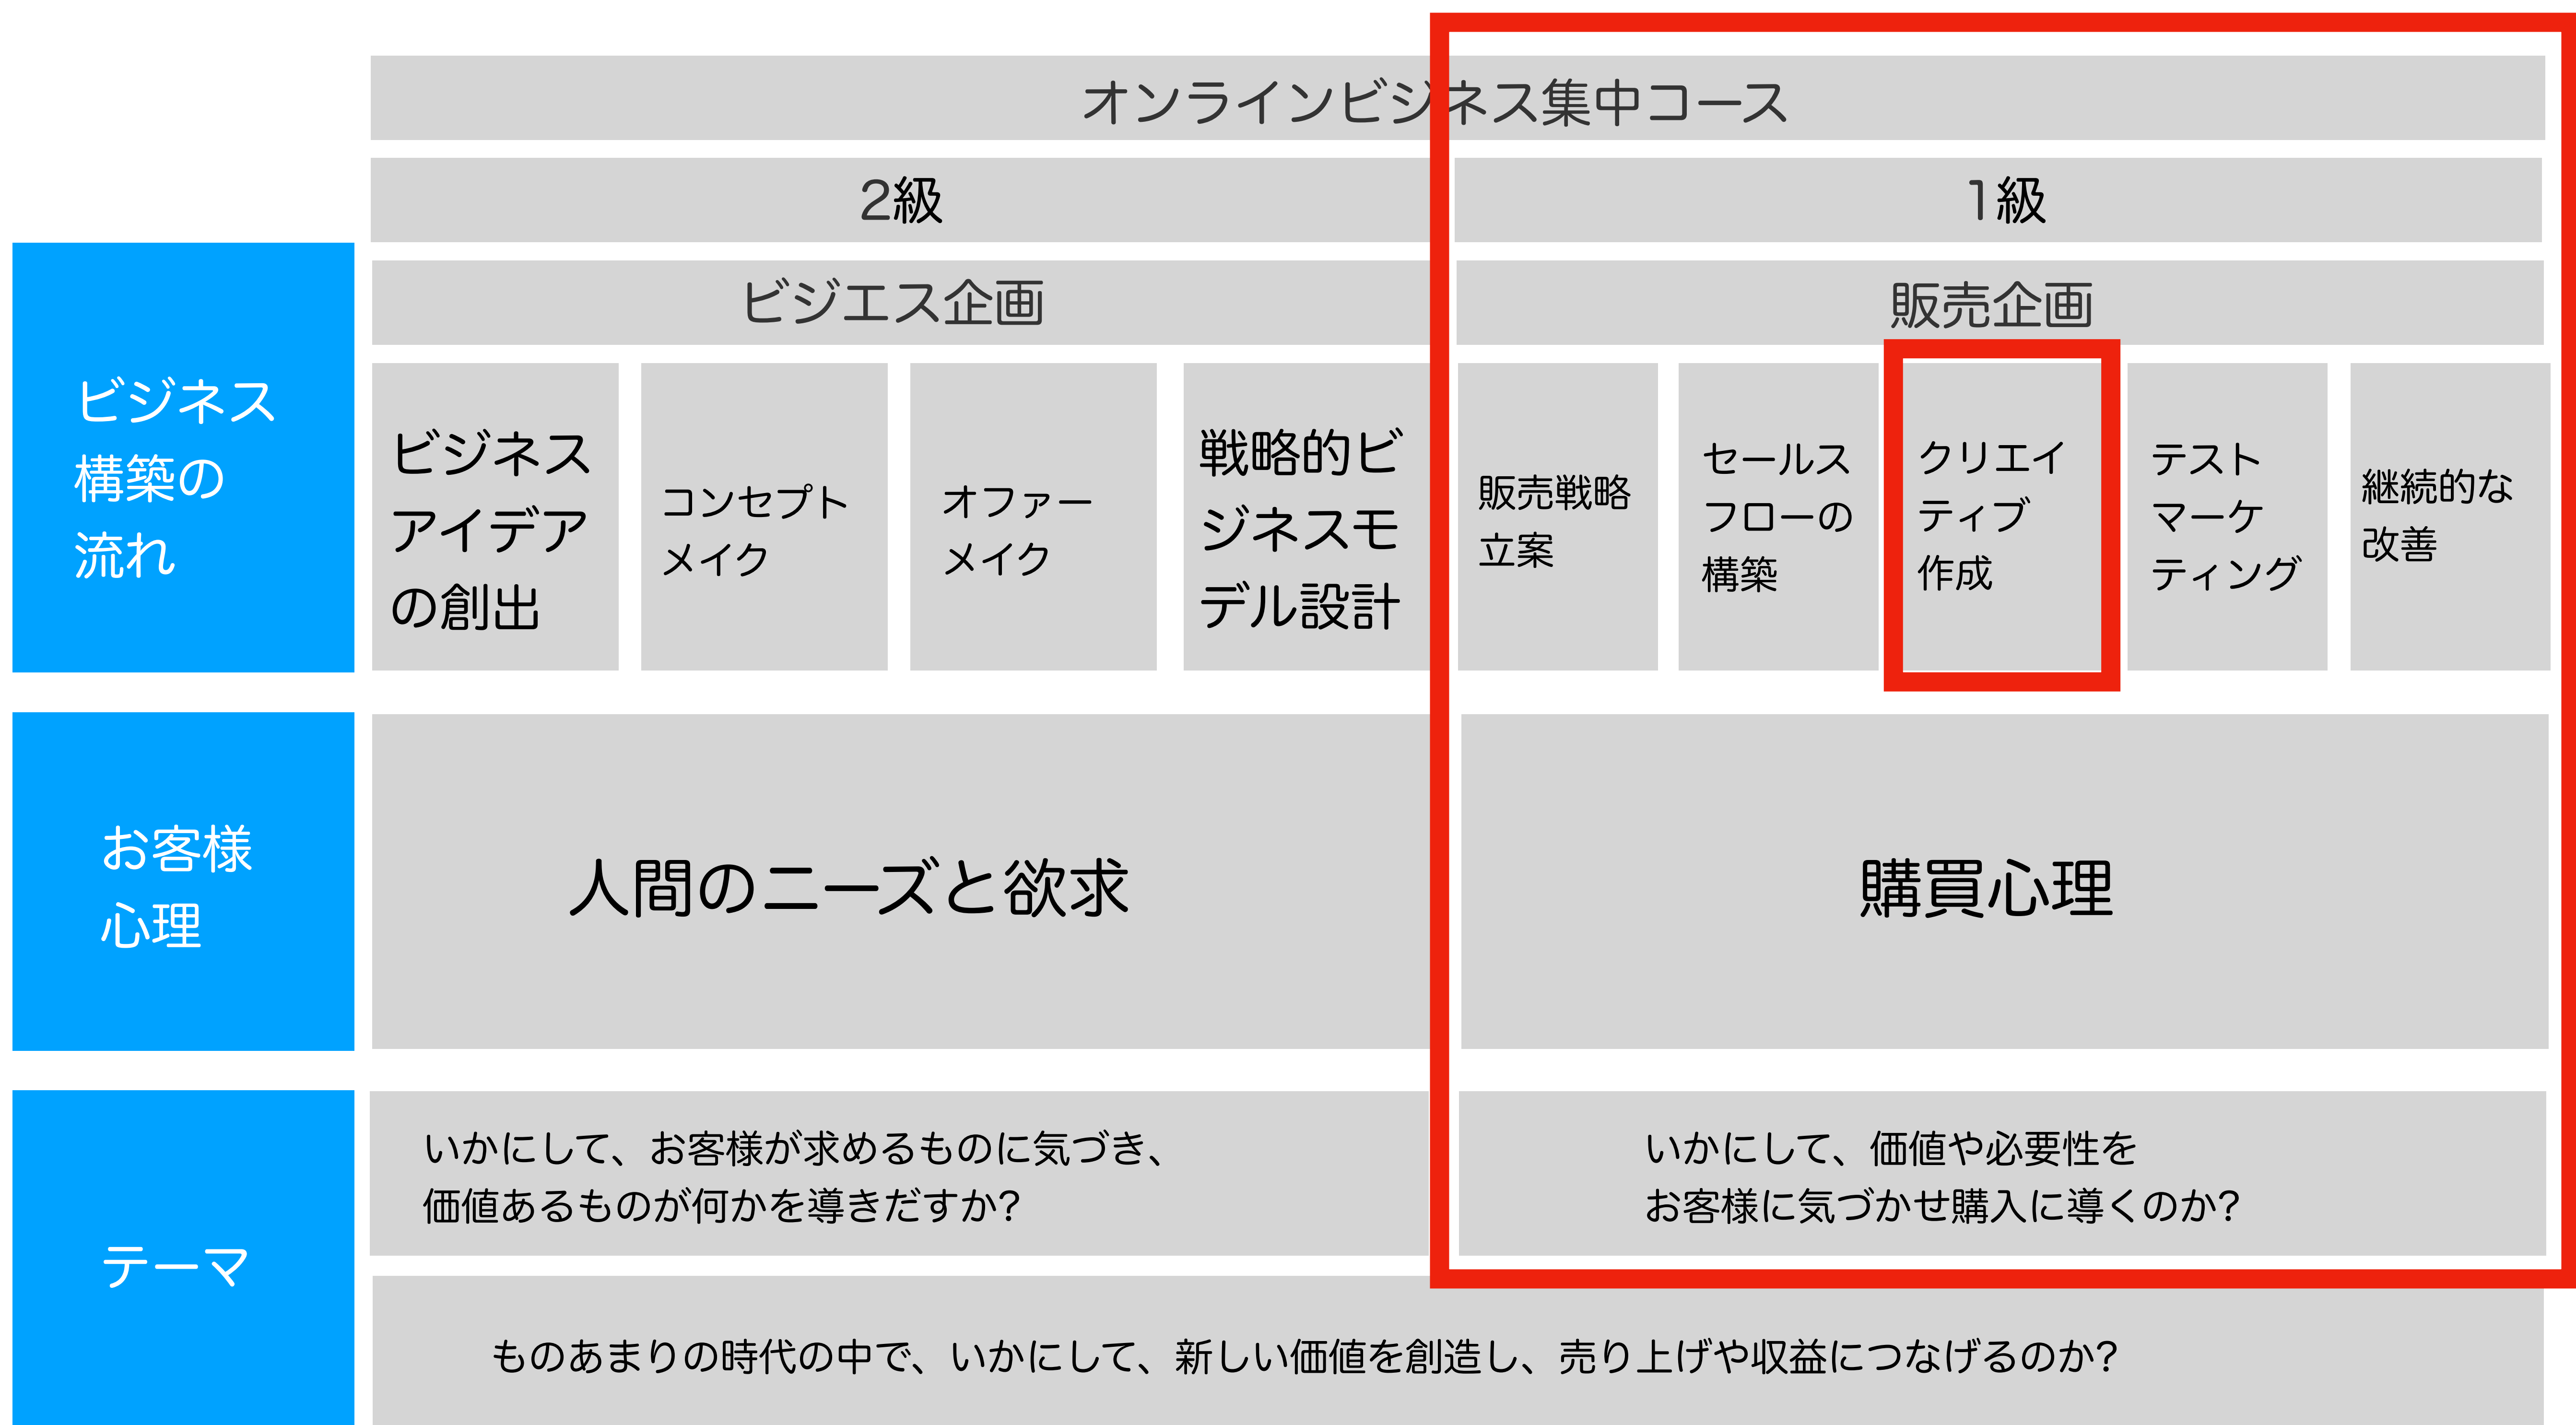 オンラインビジネス集中コース
2級
1級
ビジエス企画
販売企画
ビジネス
構築の
流れ
ビジネス
アイデア
の創出
コンセプト
メイク
オファー
メイク
戦略的ビ
ジネスモ
デル設計
販売戦略
立案
セールス
フローの
構築
クリエイ
ティブ
作成
テスト
マーケ
ティング
継続的な
改善
お客様
心理
人間のニーズと欲求
購買心理
テーマ
いかにして、お客様が求めるものに気づき、
価値あるものが何かを導きだすか?
いかにして、価値や必要性を
お客様に気づかせ購入に導くのか?
ものあまりの時代の中で、いかにして、新しい価値を創造し、売り上げや収益につなげるのか?